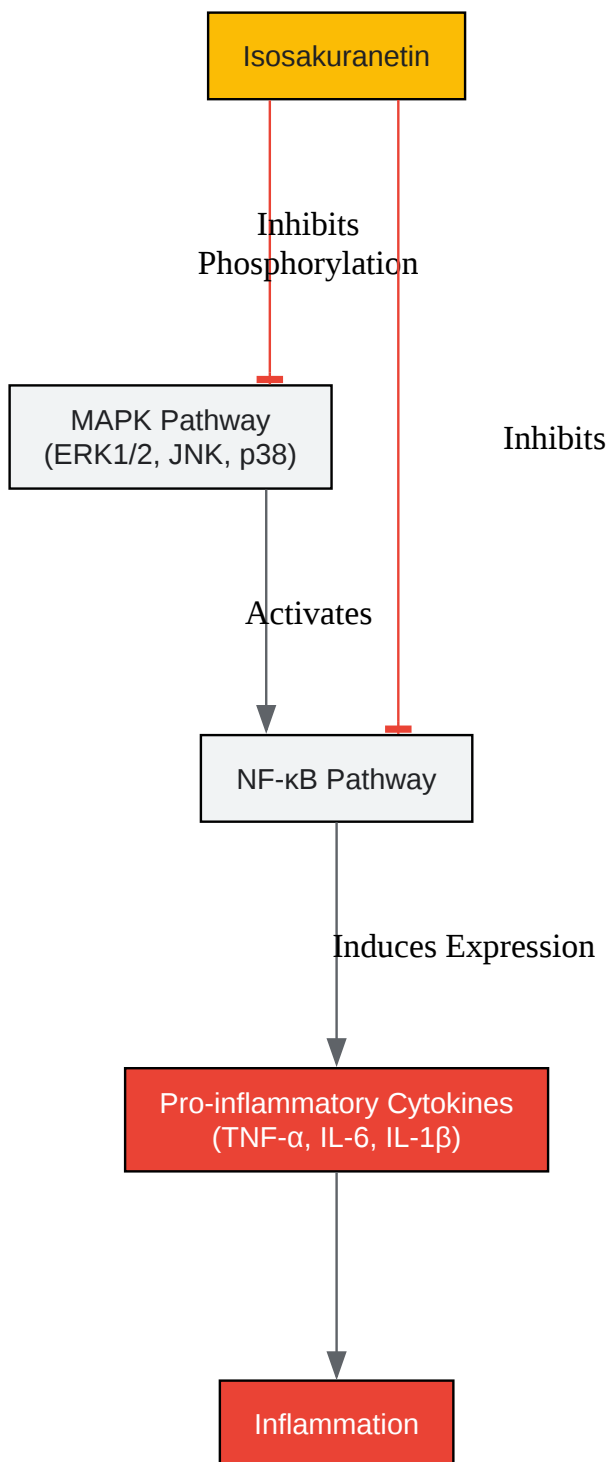 Isosakuranetin
Inhibits
Phosphorylation
MAPK Pathway
(ERK1/2, JNK, p38)
Inhibits
Activates
NF-κB Pathway
Induces Expression
Pro-inflammatory Cytokines
(TNF-α, IL-6, IL-1β)
Inflammation